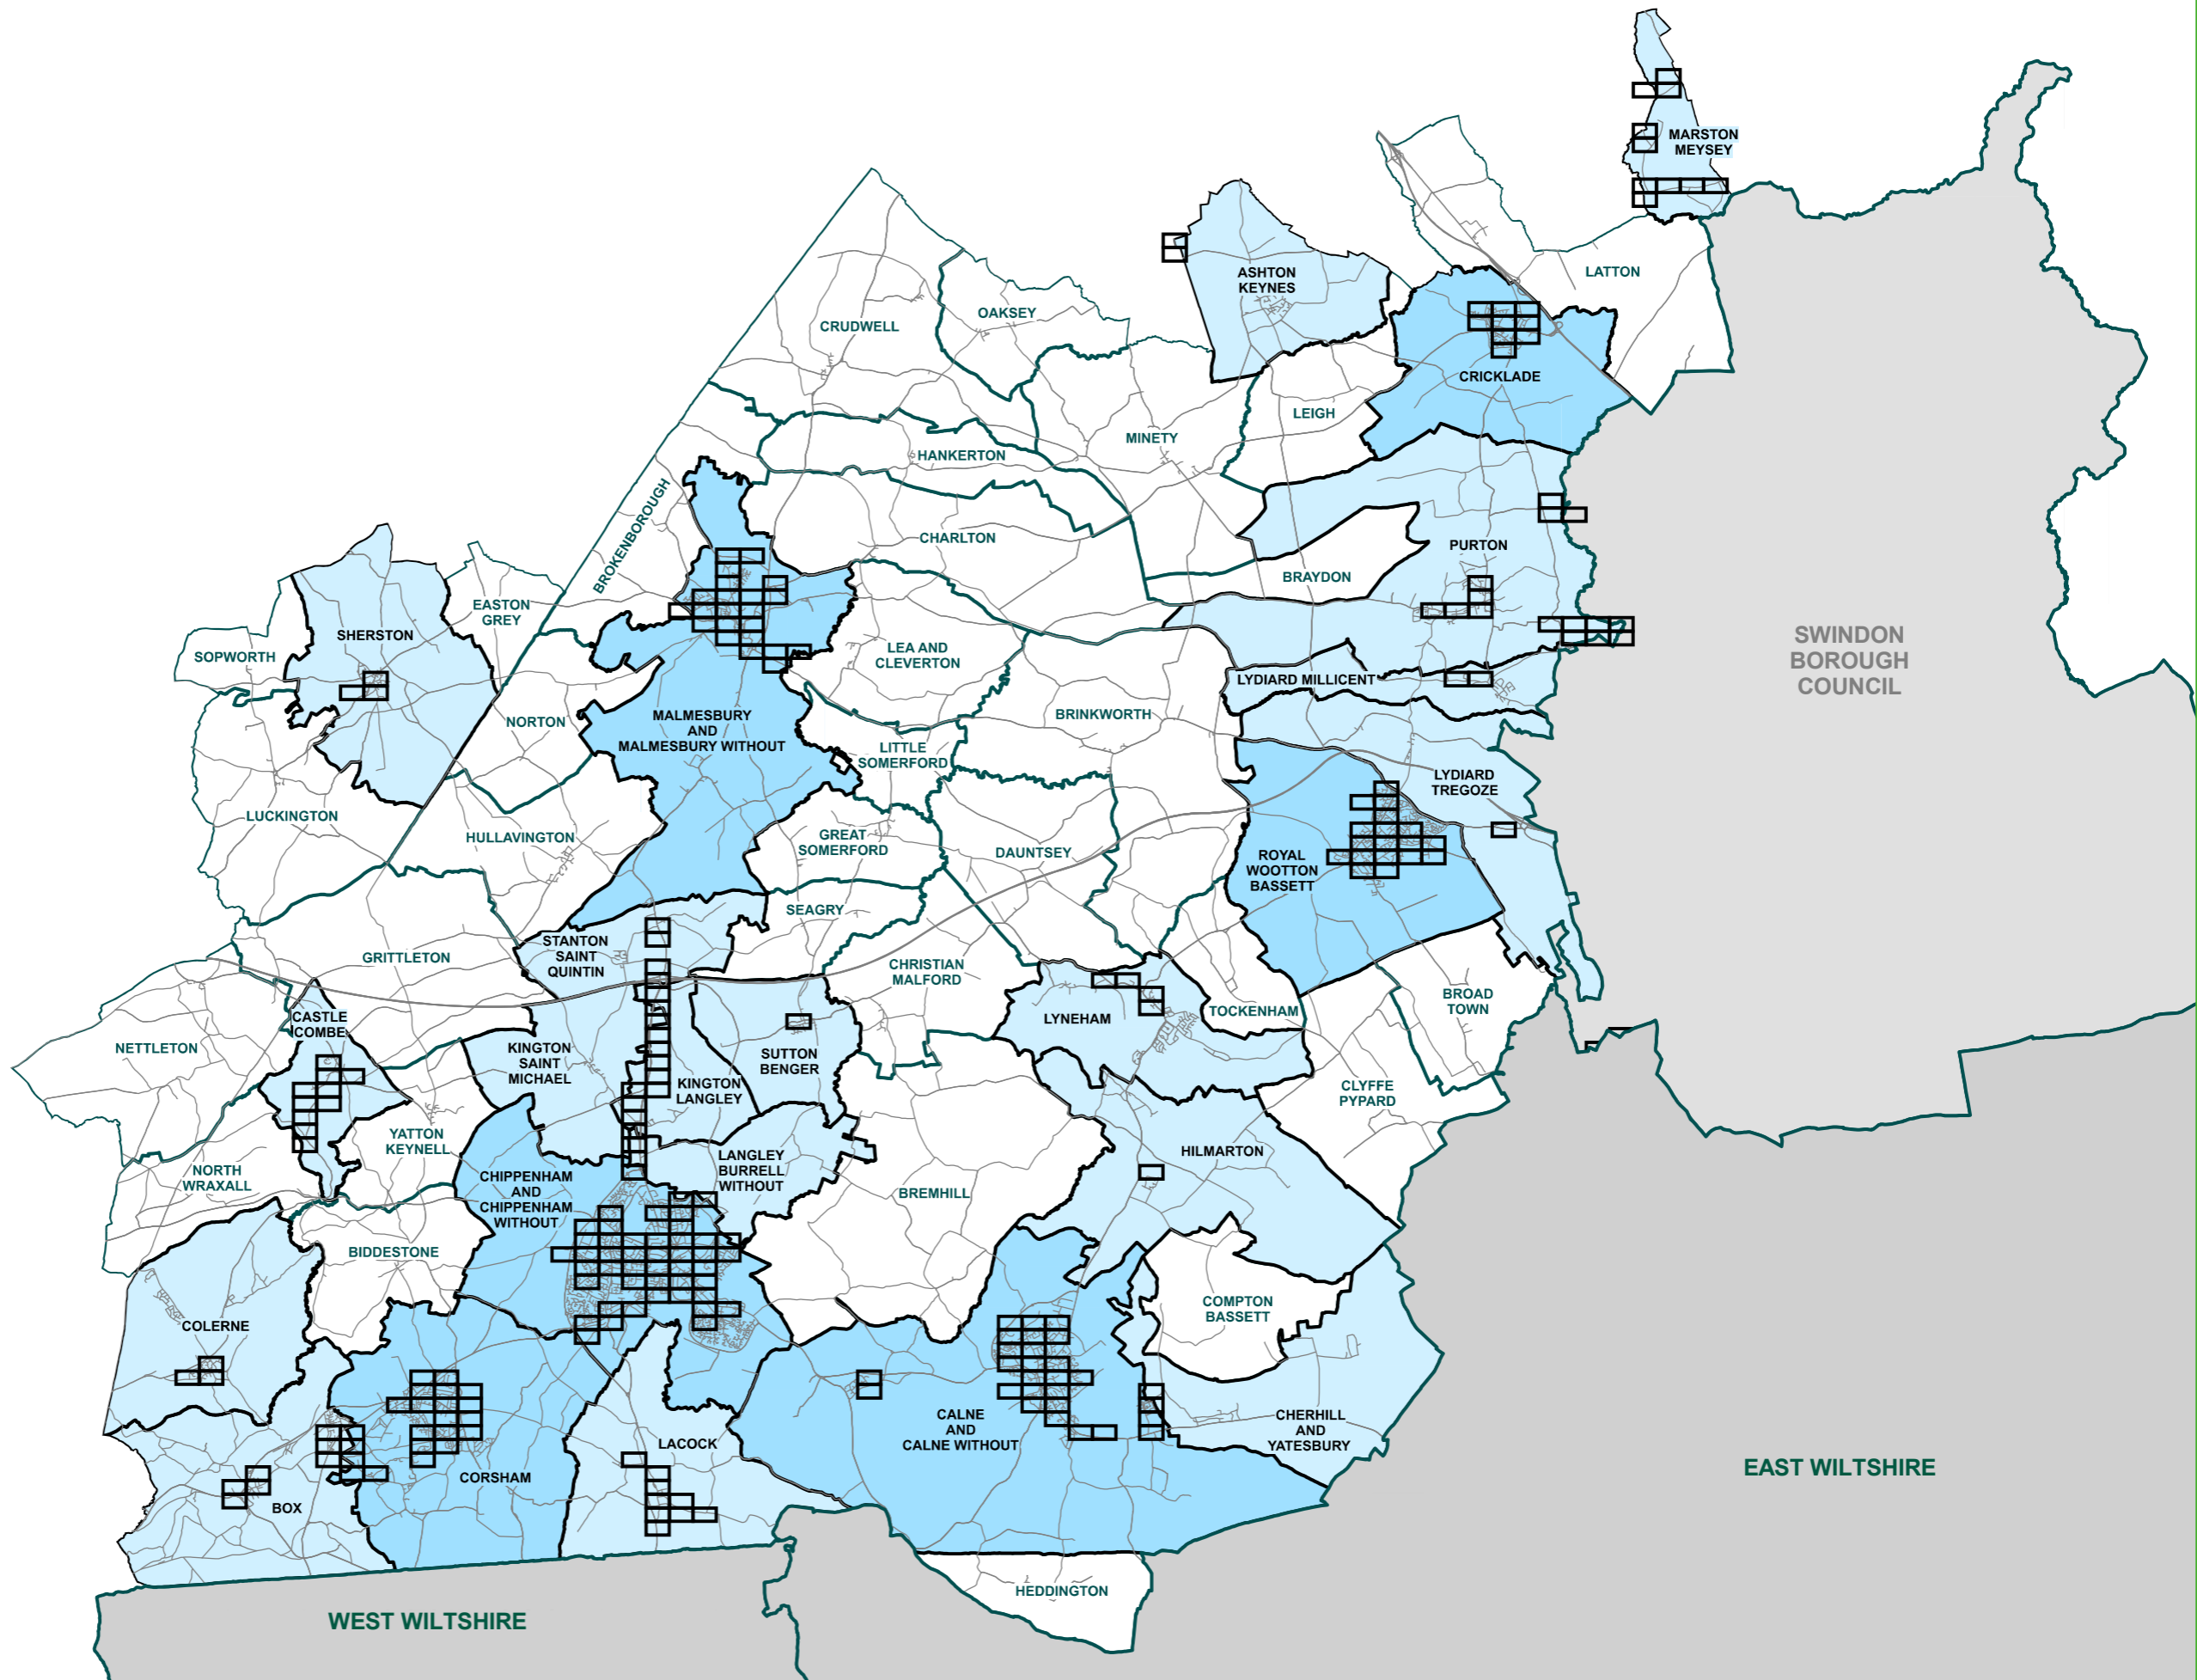 MARSTON
MEYSEY
LATTON
ASHTON
KEYNES
OAKSEY
CRUDWELL
CRICKLADE
LEIGH
MINETY
HANKERTON
BROKENBOROUGH
CHARLTON
PURTON
BRAYDON
EASTON
GREY
SHERSTON
SOPWORTH
LEA AND
CLEVERTON
SWINDON
BOROUGH
COUNCIL
LYDIARD MILLICENT
NORTON
MALMESBURY
AND
MALMESBURY WITHOUT
BRINKWORTH
LITTLE
SOMERFORD
LYDIARD
TREGOZE
LUCKINGTON
HULLAVINGTON
GREAT
SOMERFORD
DAUNTSEY
ROYAL
WOOTTON
BASSETT
SEAGRY
STANTON
SAINT
QUINTIN
GRITTLETON
CHRISTIAN
MALFORD
BROAD
TOWN
TOCKENHAM
LYNEHAM
CASTLE
COMBE
NETTLETON
KINGTON
SAINT
MICHAEL
SUTTON
BENGER
KINGTON
LANGLEY
CLYFFE
PYPARD
YATTON
KEYNELL
HILMARTON
NORTH
WRAXALL
LANGLEY
BURRELL
WITHOUT
CHIPPENHAM
AND
CHIPPENHAM
WITHOUT
BREMHILL
BIDDESTONE
COMPTON
BASSETT
COLERNE
CALNE
AND
CALNE WITHOUT
CHERHILL
AND
YATESBURY
LACOCK
CORSHAM
BOX
EAST WILTSHIRE
HEDDINGTON
WEST WILTSHIRE